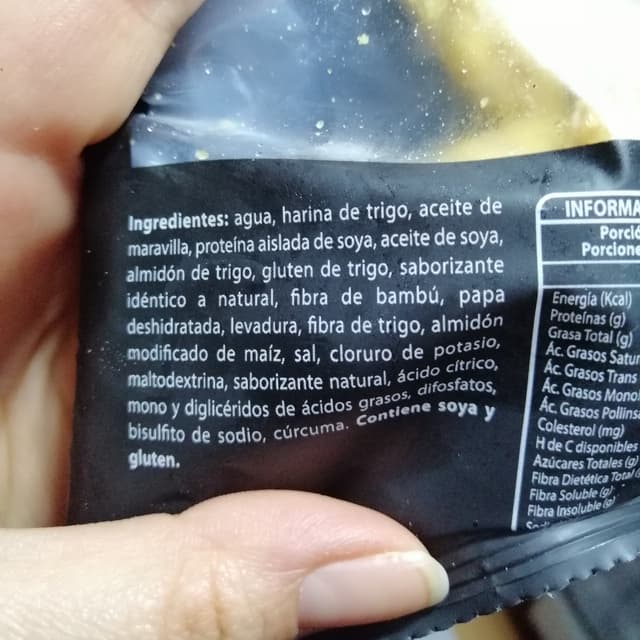 Ingredientes: agua, harina de trigo, aceite de
maravilla, proteína aislada de soya, aceite de soya,
almidón de trigo, gluten de trigo, saborizante
idéntico a natural, fibra de bambú, papa
deshidratada, levadura, fibra de trigo, almidón
modificado de maíz, sal, cloruro de potasio,
maltodextrina, saborizante natural, ácido cítrico,
mono y diglicéridos de ácidos grasos, difosfatos,
bisulfito de sodio, cúrcuma. Contiene soya y
gluten.
INFORMA
Porció
Porcione
Energía (Kcal)
Proteínas (g)
Grasa Total (g)
Ác. Grasos Satur
Ác. Grasos Trans
Ác. Grasos Mono
Ác. Grasos Pollins
Colesterol (mg)
H de C disponibles
Azúcares Totales (g)
Fibra Dietética Total (
Fibra Soluble (g)
Fibra Insoluble (g)